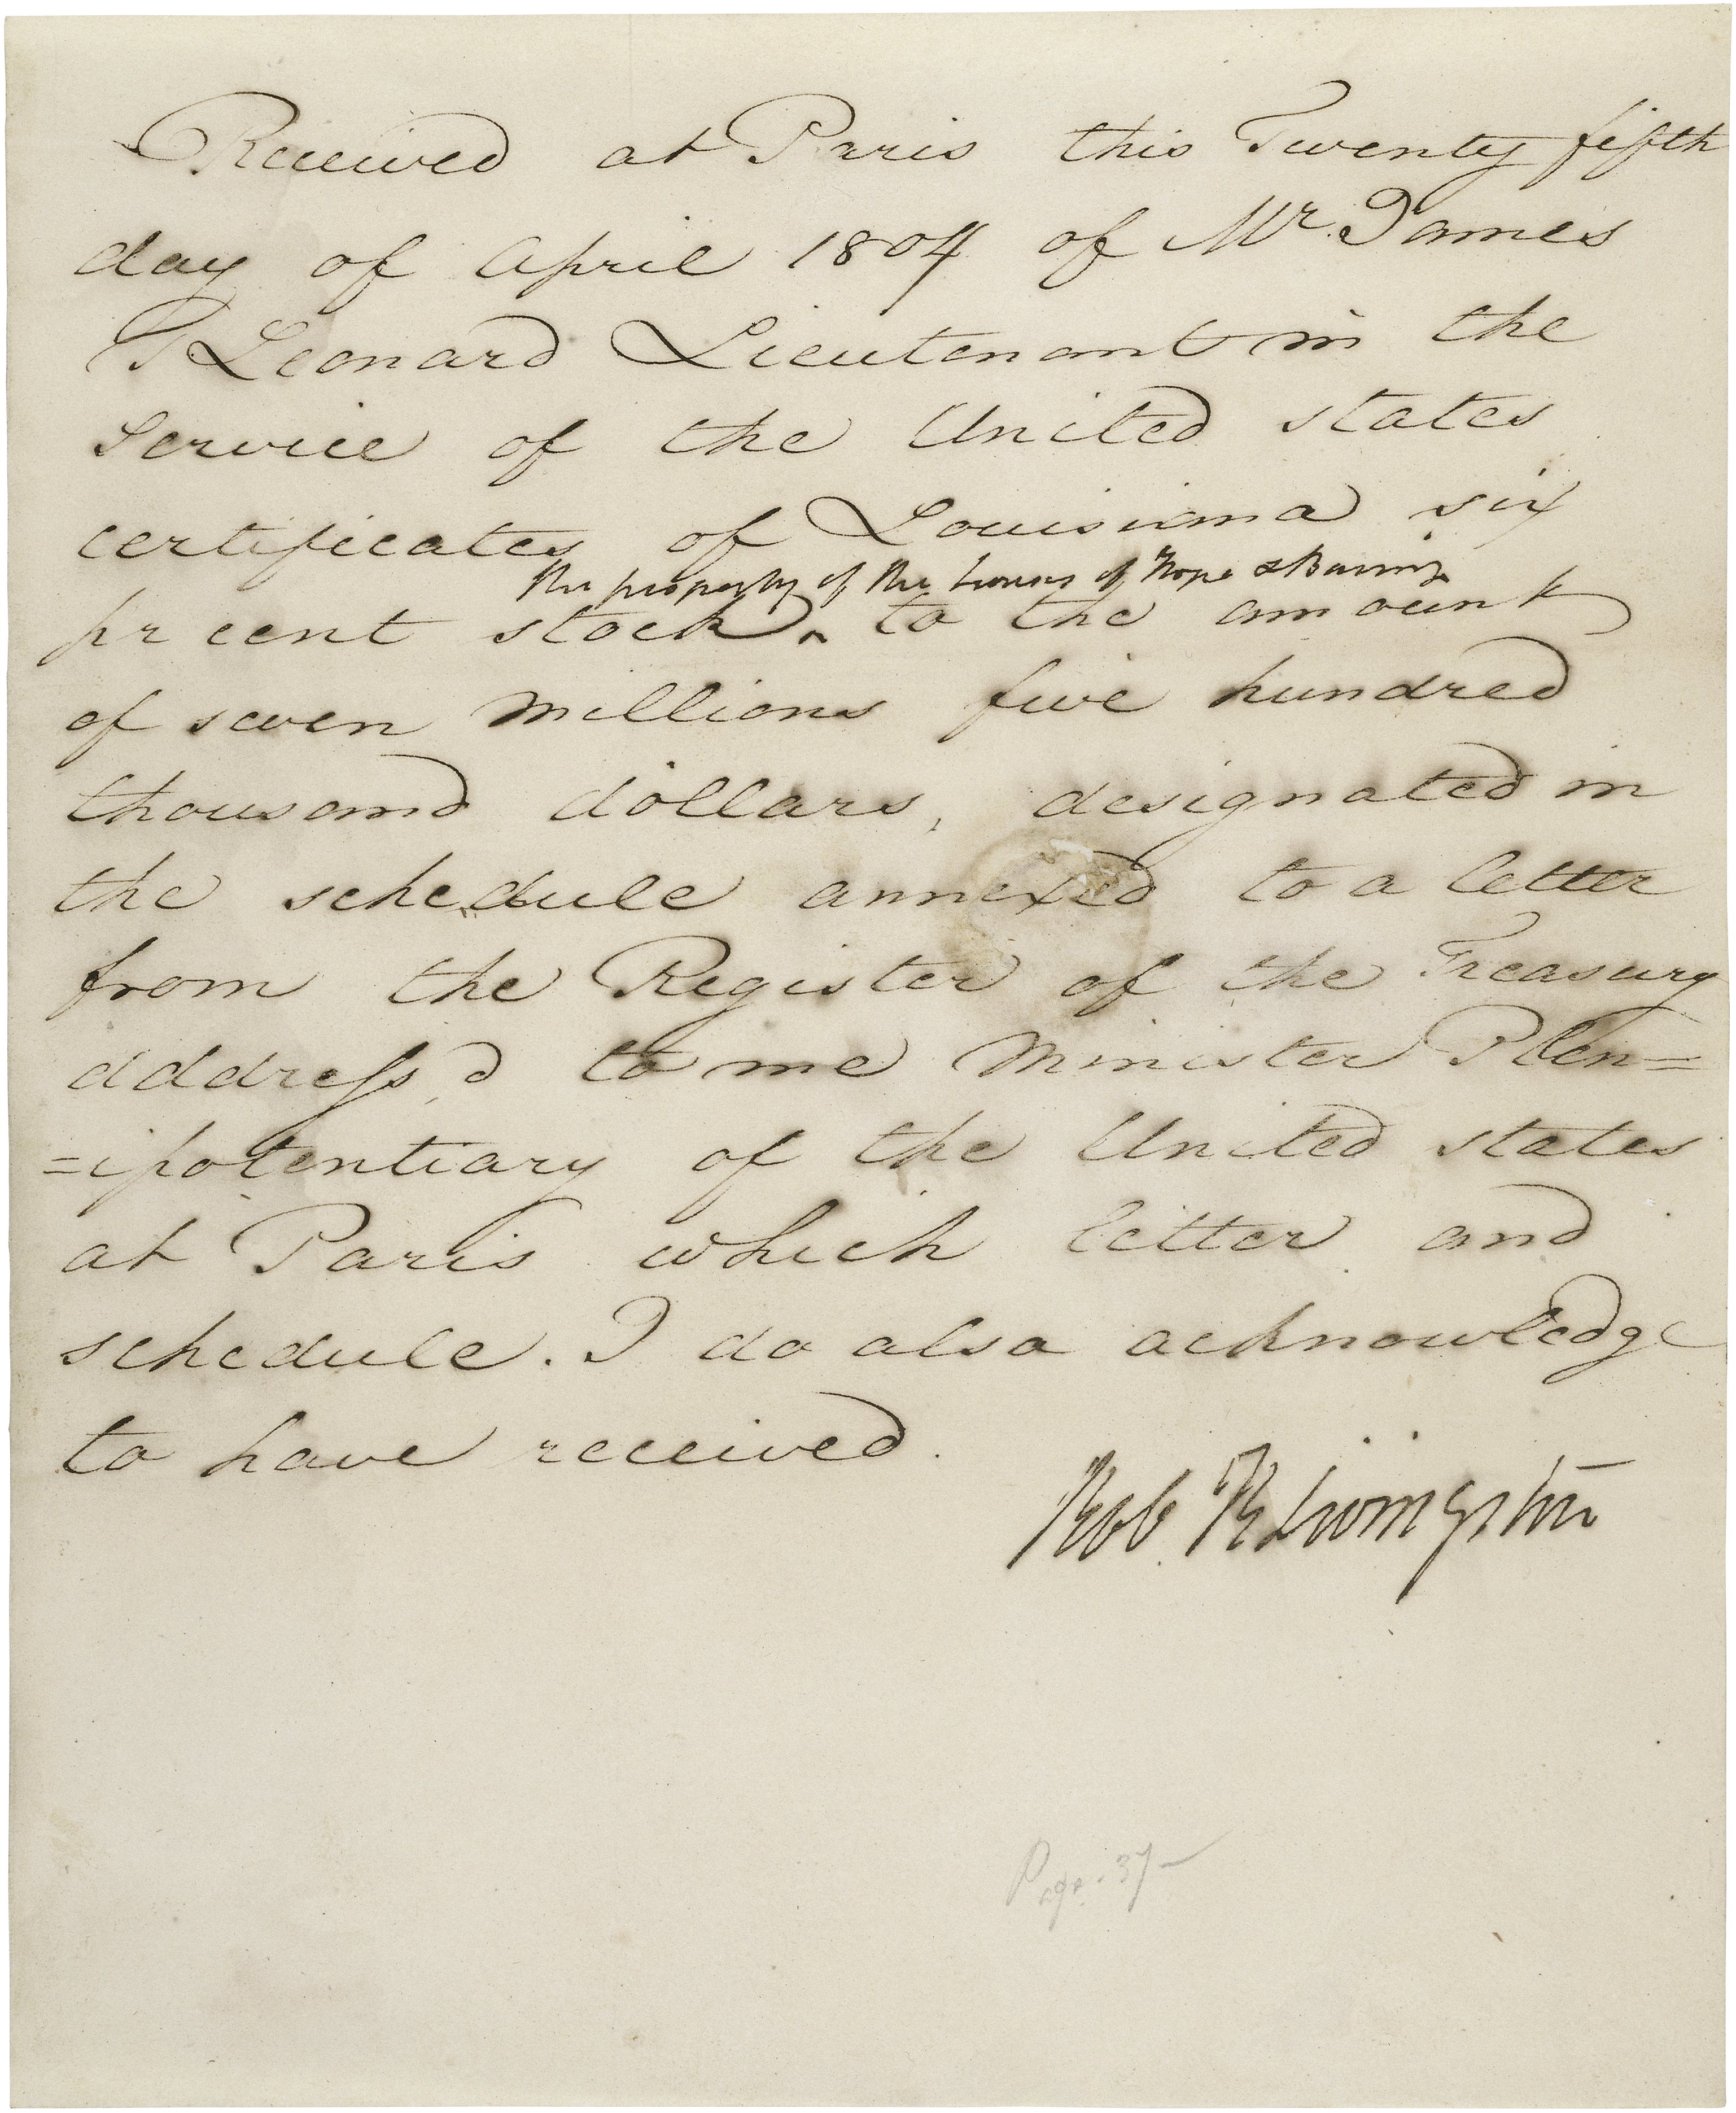 Received at Paris this Twenty fifth
day of April 1804 of Mr. James
T Leonard Lieutenant in the
Service of the United States
certificates of Louisiana six
the property of the houses of Hope & Baring
pr cent stock ^ to the amount
of seven millions five hundred
thousand dollars, designated in
the schedule annexed to a letter
from the Register of the Treasury
address'd to me Minister Plen=
=ipotentiary of the United States
at Paris which letter and
schedule. I do also acknowledge
to have received.
Rob R Livingston
Page. 37-